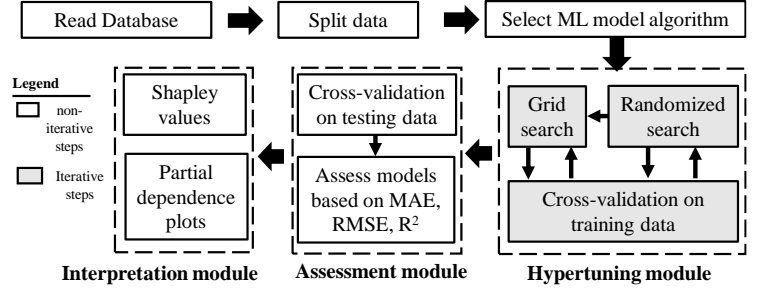 Read Database
Split data
Select ML model algorithm
Legend
non-
iterative
steps
Iterative
steps
Shapley
values
Partial
dependence
plots
Interpretation module
Cross-validation
on testing data
Assess models
based on MAE,
RMSE, R²
Assessment module
Grid
search
Randomized
search
Cross-validation on
training data
Hypertuning module